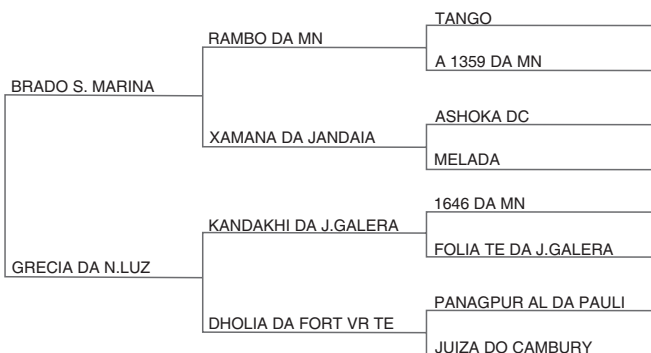 TANGO
RAMBO DA MN
A 1359 DA MN
BRADO S. MARINA
ASHOKA DC
XAMANA DA JANDAIA
MELADA
1646 DA MN
KANDAKHI DA J.GALERA
FOLIA TE DA J.GALERA
GRECIA DA N.LUZ
PANAGPUR AL DA PAULI
DHOLIA DA FORT VR TE
JUIZA DO CAMBURY